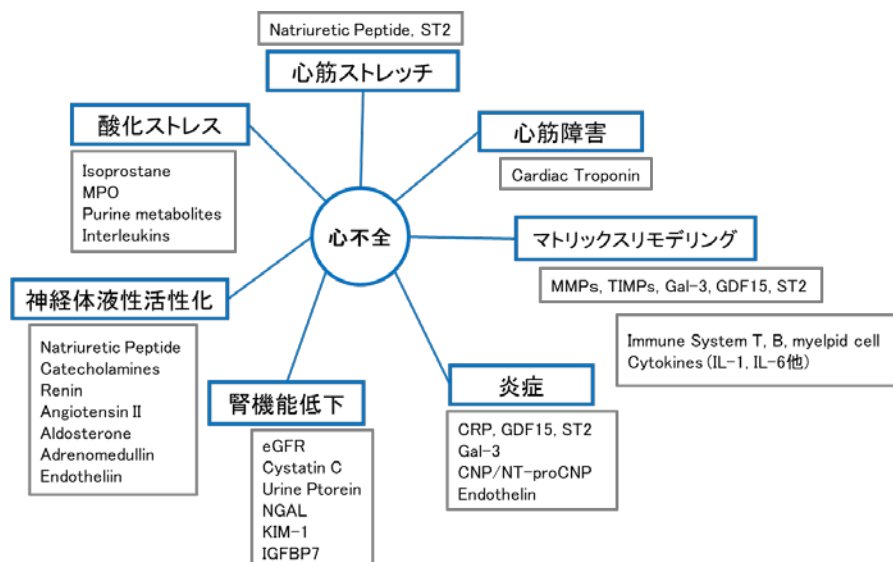 Natriuretic Peptide, ST2
心筋ストレッチ
酸化ストレス
Isoprostane
MPO
Purine metabolites
Interleukins
心筋障害
Cardiac Troponin
心不全
マトリックスリモデリング
MMPs, TIMPs, Gal-3, GDF15, ST2
Immune System T, B, myelpid cell
Cytokines (IL-1, IL-6他)
神経体液性活性化
Natriuretic Peptide
Catecholamines
Renin
Angiotensin II
Aldosterone
Adrenomedullin
Endotheliin
腎機能低下
eGFR
Cystatin C
Urine Ptorein
NGAL
KIM-1
IGFBP7
炎症
CRP, GDF15, ST2
Gal-3
CNP/NT-proCNP
Endothelin